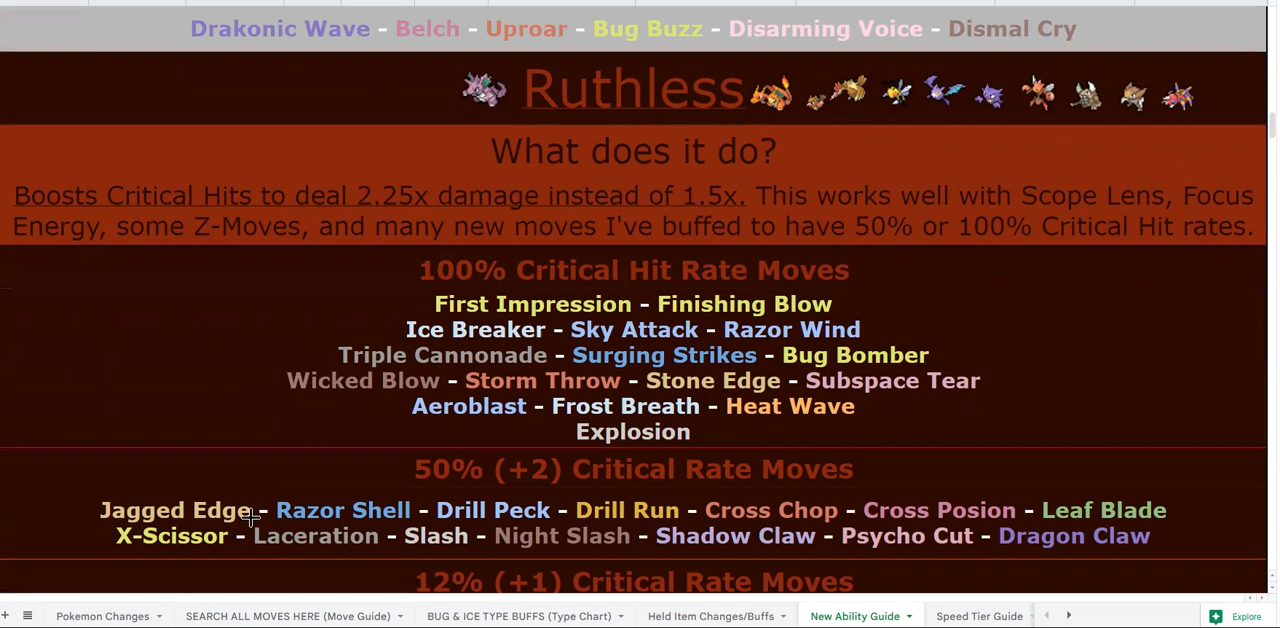 Drakonic Wave - Belch - Uproar - Bug Buzz - Disarming Voice - Dismal Cry
Ruthless
What does it do?
Boosts Critical Hits to deal 2.25x damage instead of 1.5x. This works well with Scope Lens, Focus
Energy, some Z-Moves, and many new moves I've buffed to have 50% or 100% Critical Hit rates.
100% Critical Hit Rate Moves
First Impression - Finishing Blow
Ice Breaker - Sky Attack - Razor Wind
Triple Cannonade - Surging Strikes - Bug Bomber
Wicked Blow - Storm Throw - Stone Edge - Subspace Tear
Aeroblast - Frost Breath - Heat Wave
Explosion
50% (+2) Critical Rate Moves
Jagged Edge - Razor Shell - Drill Peck - Drill Run - Cross Chop - Cross Posion - Leaf Blade
X-Scissor - Laceration - Slash - Night Slash - Shadow Claw - Psycho Cut - Dragon Claw
12% (+1) Critical Rate Moves
Pokemon Changes SEARCH ALL MOVES HERE (Move Guide) BUG & ICE TYPE BUFFS (Type Chart) Held Item Changes/Buffs New Ability Guide Speed Tier Guide Explore